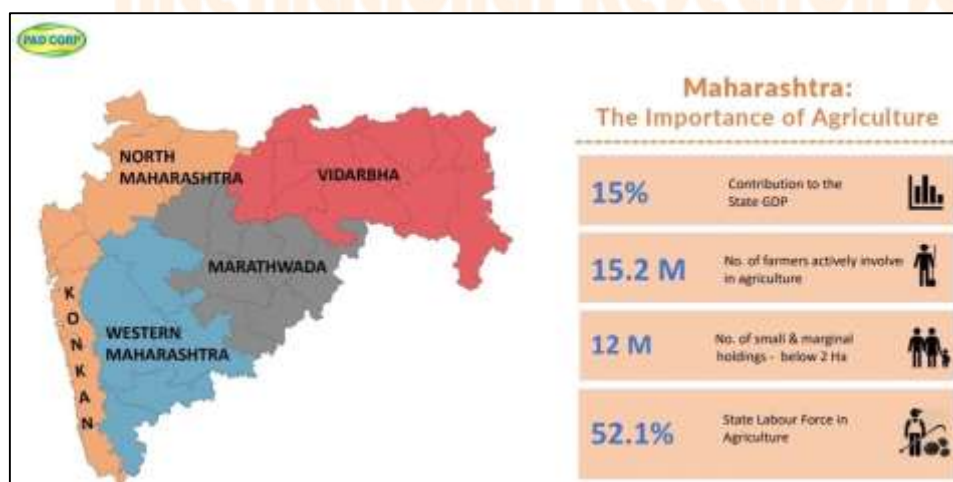 PAD CORP
NORTH
MAHARASHTRA
VIDARBHA
MARATHWADA
WESTERN
MAHARASHTRA
KONKAN
Maharashtra:
The Importance of Agriculture
15%
Contribution to the
State GDP
15.2 M
No. of farmers actively involve
in agriculture
12 M
No. of small & marginal
holdings - below 2 Ha
52.1%
State Labour Force in
Agriculture